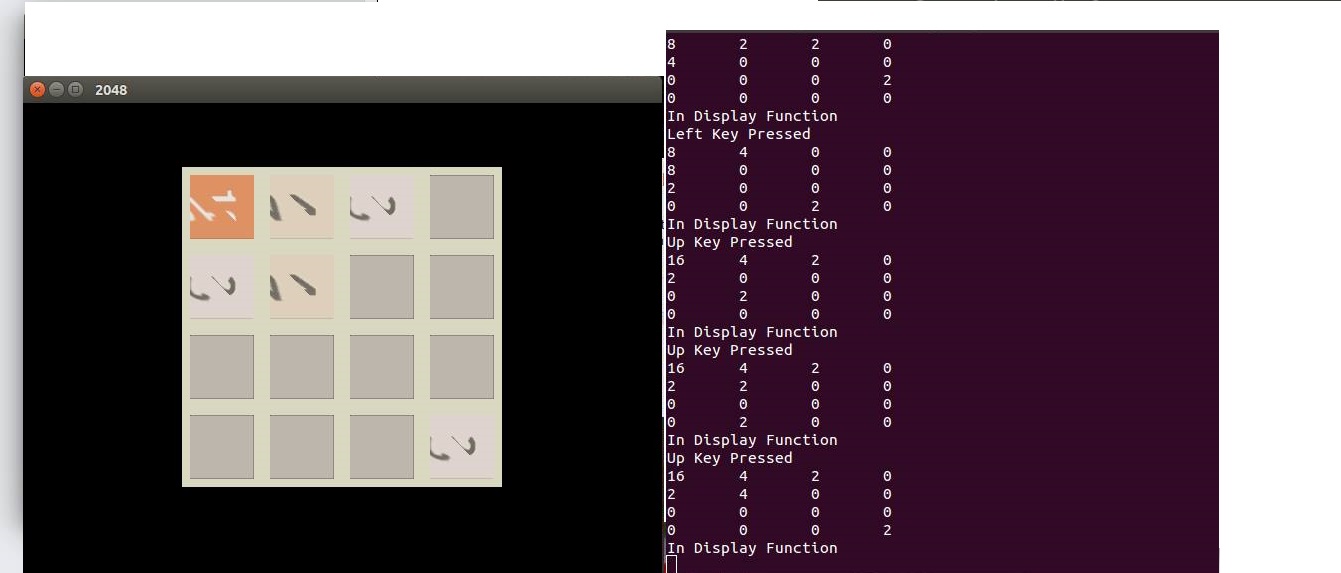 2048
8 2 2 0
4 0 0 0
0 0 0 2
0 0 0 0
In Display Function
Left Key Pressed
8 4 0 0
8 0 0 0
2 0 0 0
0 0 2 0
In Display Function
Up Key Pressed
16 4 2 0
2 0 0 0
0 2 0 0
0 0 0 0
In Display Function
Up Key Pressed
16 4 2 0
2 2 0 0
0 0 0 0
0 2 0 0
In Display Function
Up Key Pressed
16 4 2 0
2 4 0 0
0 0 0 0
0 0 0 2
In Display Function